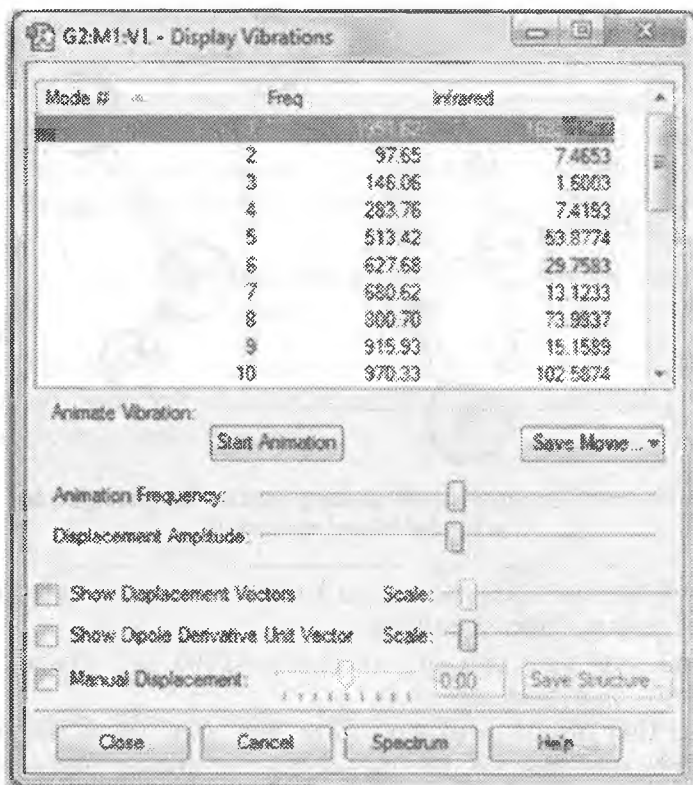 G2:M1:V1 - Display Vibrations
Mode # Freq Infrared
1
2 97.65 7.4653
3 146.06 1.6003
4 283.76 7.4193
5 513.42 53.8774
6 627.68 29.7583
7 680.62 13.1233
8 800.70 73.9837
9 915.93 15.1589
10 970.33 102.5874
Animate Vibration:
Start Animation Save Movie...
Animation Frequency:
Displacement Amplitude:
Show Displacement Vectors Scale:
Show Dipole Derivative Unit Vector Scale:
Manual Displacement: 0.00 Save Structure...
Close Cancel Spectrum Help